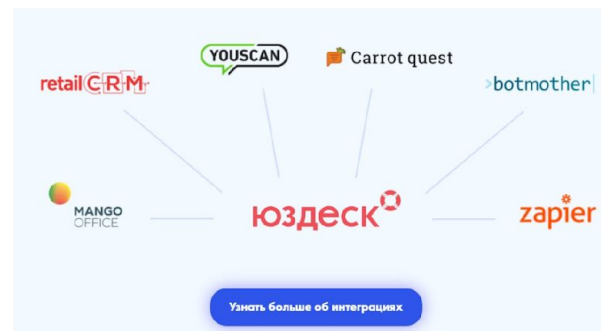 YOUSCAN
Carrot quest
retailCRM
>botmother|
MANGO
OFFICE
юздеск
zapier
Узнать больше об интеграциях